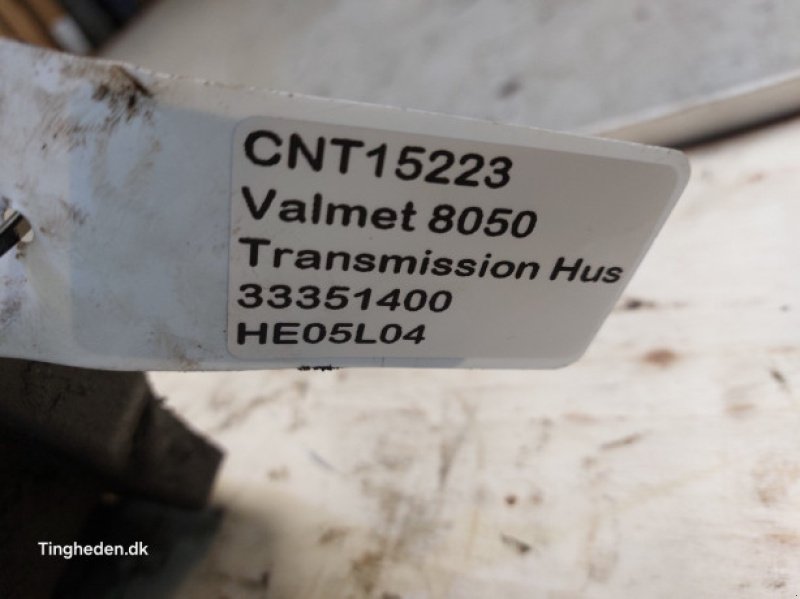 CNT15223
Valmet 8050
Transmission Hus
33351400
HE05L04
Tingheden.dk